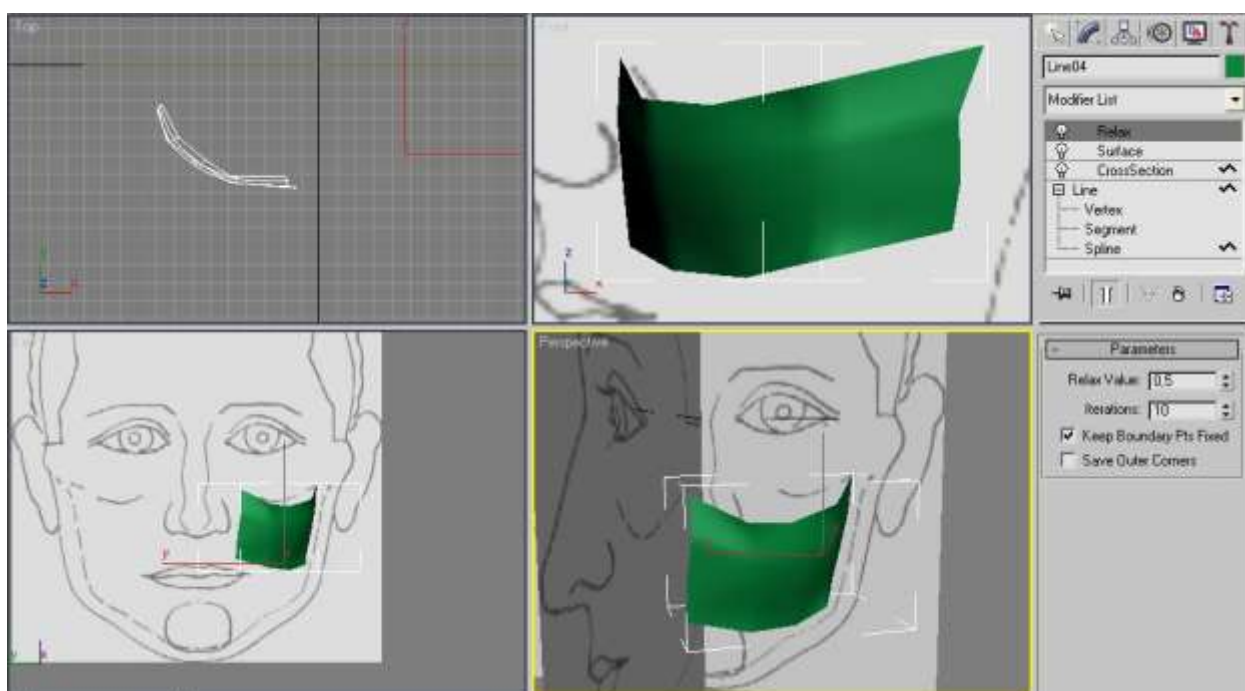 Top
Line04
Modifier List
Relax
Surface
CrossSection
Line
Vertex
Segment
Spline
Perspective
Parameters
Relax Value: 0,5
Iterations: 10
Keep Boundary Pts Fixed
Save Outer Corners